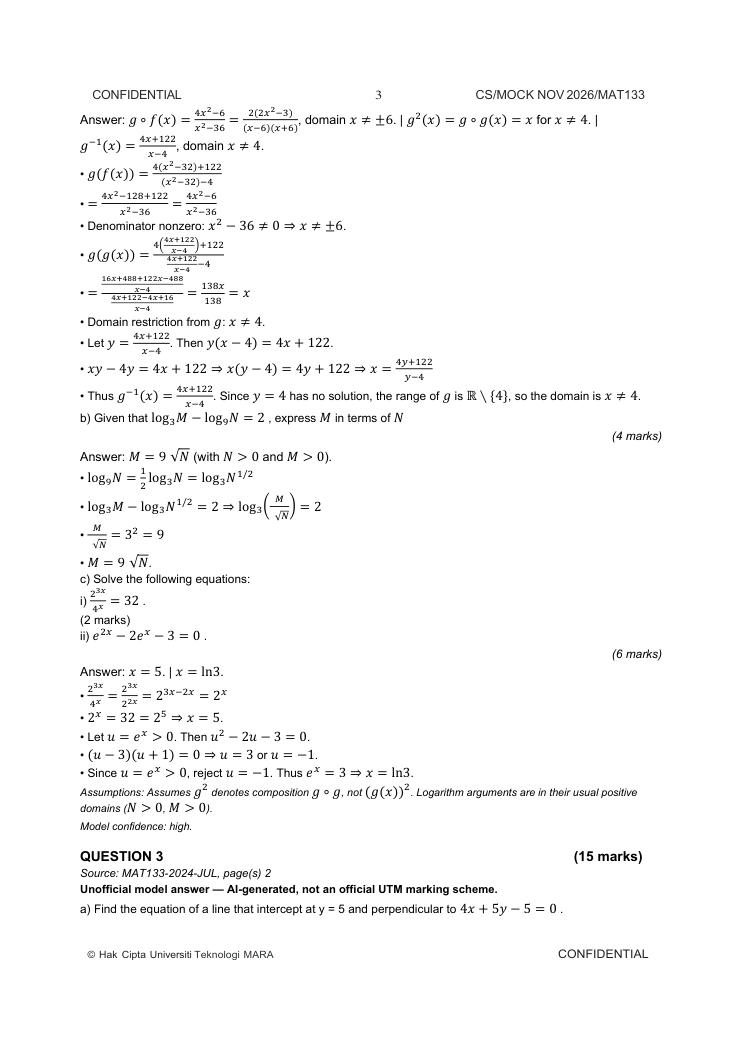 CONFIDENTIAL 3 CS/MOCK NOV 2026/MAT133
Answer: g ∘ f(x) = (4x²−6)/(x²−36) = (2(2x²−3))/((x−6)(x+6)), domain x ≠ ±6. | g²(x) = g ∘ g(x) = x for x ≠ 4. |
g⁻¹(x) = (4x+122)/(x−4), domain x ≠ 4.
• g(f(x)) = (4(x²−32)+122)/((x²−32)−4)
• = (4x²−128+122)/(x²−36) = (4x²−6)/(x²−36)
• Denominator nonzero: x² − 36 ≠ 0 ⇒ x ≠ ±6.
• g(g(x)) = (4((4x+122)/(x−4))+122)/((4x+122)/(x−4)−4)
• = ((16x+488+122x−488)/(x−4))/((4x+122−4x+16)/(x−4)) = 138x/138 = x
• Domain restriction from g: x ≠ 4.
• Let y = (4x+122)/(x−4). Then y(x − 4) = 4x + 122.
• xy − 4y = 4x + 122 ⇒ x(y − 4) = 4y + 122 ⇒ x = (4y+122)/(y−4)
• Thus g⁻¹(x) = (4x+122)/(x−4). Since y = 4 has no solution, the range of g is ℝ ∖ {4}, so the domain is x ≠ 4.
b) Given that log₃M − log₉N = 2 , express M in terms of N
(4 marks)
Answer: M = 9 √N (with N > 0 and M > 0).
• log₉N = 1/2 log₃N = log₃N^(1/2)
• log₃M − log₃N^(1/2) = 2 ⇒ log₃(M/√N) = 2
• M/√N = 3² = 9
• M = 9 √N.
c) Solve the following equations:
i) 2^(3x)/4^x = 32 .
(2 marks)
ii) e^(2x) − 2e^x − 3 = 0 .
(6 marks)
Answer: x = 5. | x = ln3.
• 2^(3x)/4^x = 2^(3x)/2^(2x) = 2^(3x−2x) = 2^x
• 2^x = 32 = 2⁵ ⇒ x = 5.
• Let u = e^x > 0. Then u² − 2u − 3 = 0.
• (u − 3)(u + 1) = 0 ⇒ u = 3 or u = −1.
• Since u = e^x > 0, reject u = −1. Thus e^x = 3 ⇒ x = ln3.
Assumptions: Assumes g² denotes composition g ∘ g, not (g(x))². Logarithm arguments are in their usual positive
domains (N > 0, M > 0).
Model confidence: high.
QUESTION 3 (15 marks)
Source: MAT133-2024-JUL, page(s) 2
Unofficial model answer — AI-generated, not an official UTM marking scheme.
a) Find the equation of a line that intercept at y = 5 and perpendicular to 4x + 5y − 5 = 0 .
© Hak Cipta Universiti Teknologi MARA CONFIDENTIAL